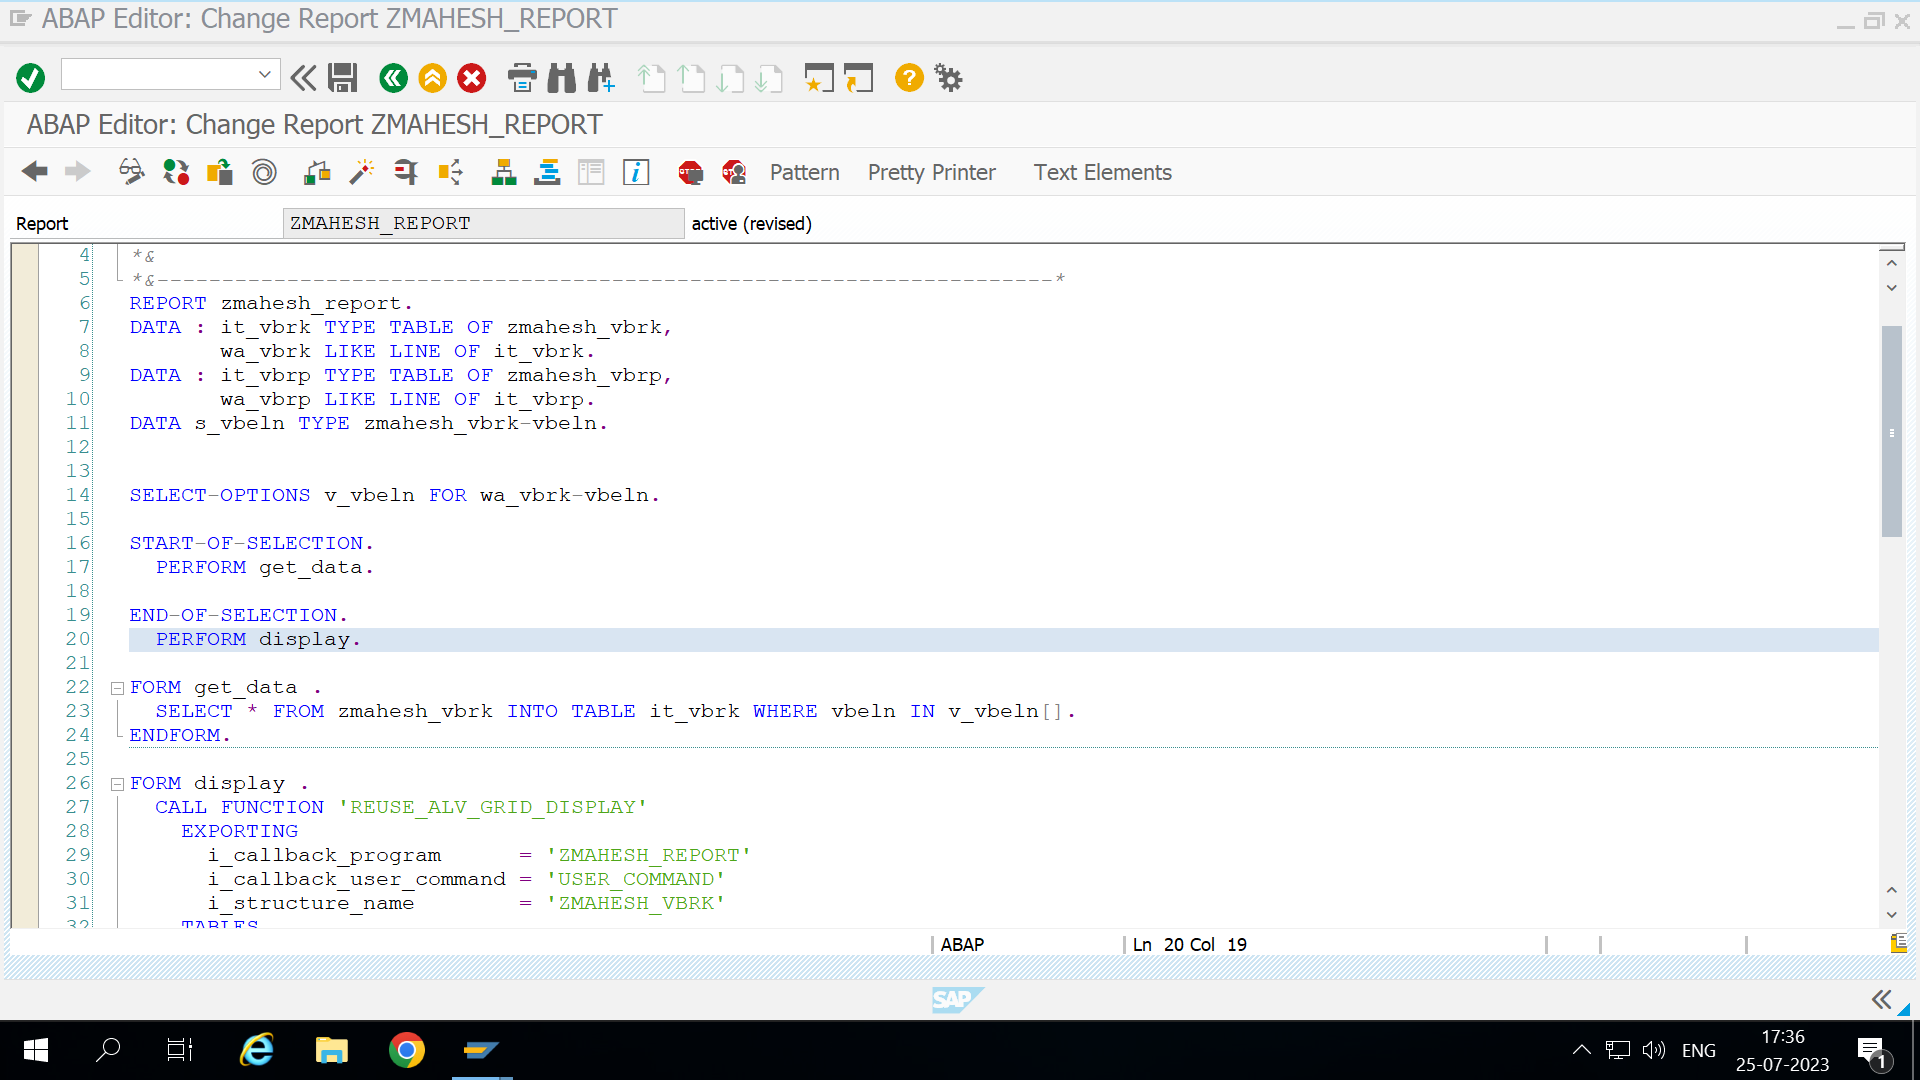 ABAP Editor: Change Report ZMAHESH_REPORT
ABAP Editor: Change Report ZMAHESH_REPORT
Pattern Pretty Printer Text Elements
Report ZMAHESH_REPORT active (revised)
4 *&
5 *&---------------------------------------------------------------------*
6 REPORT zmahesh_report.
7 DATA : it_vbrk TYPE TABLE OF zmahesh_vbrk,
8 wa_vbrk LIKE LINE OF it_vbrk.
9 DATA : it_vbrp TYPE TABLE OF zmahesh_vbrp,
10 wa_vbrp LIKE LINE OF it_vbrp.
11 DATA s_vbeln TYPE zmahesh_vbrk-vbeln.
12
13
14 SELECT-OPTIONS v_vbeln FOR wa_vbrk-vbeln.
15
16 START-OF-SELECTION.
17 PERFORM get_data.
18
19 END-OF-SELECTION.
20 PERFORM display.
21
22 FORM get_data .
23 SELECT * FROM zmahesh_vbrk INTO TABLE it_vbrk WHERE vbeln IN v_vbeln[].
24 ENDFORM.
25
26 FORM display .
27 CALL FUNCTION 'REUSE_ALV_GRID_DISPLAY'
28 EXPORTING
29 i_callback_program = 'ZMAHESH_REPORT'
30 i_callback_user_command = 'USER_COMMAND'
31 i_structure_name = 'ZMAHESH_VBRK'
32 TABLES
ABAP Ln 20 Col 19
SAP
ENG
17:36
25-07-2023
1